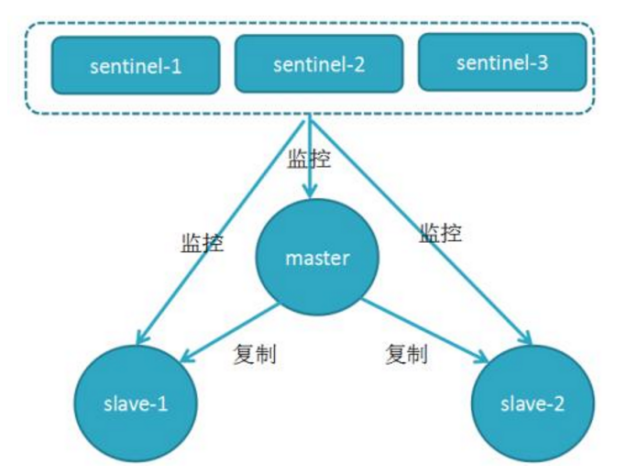 sentinel-1
sentinel-2
sentinel-3
监控
监控
监控
master
复制
复制
slave-1
slave-2